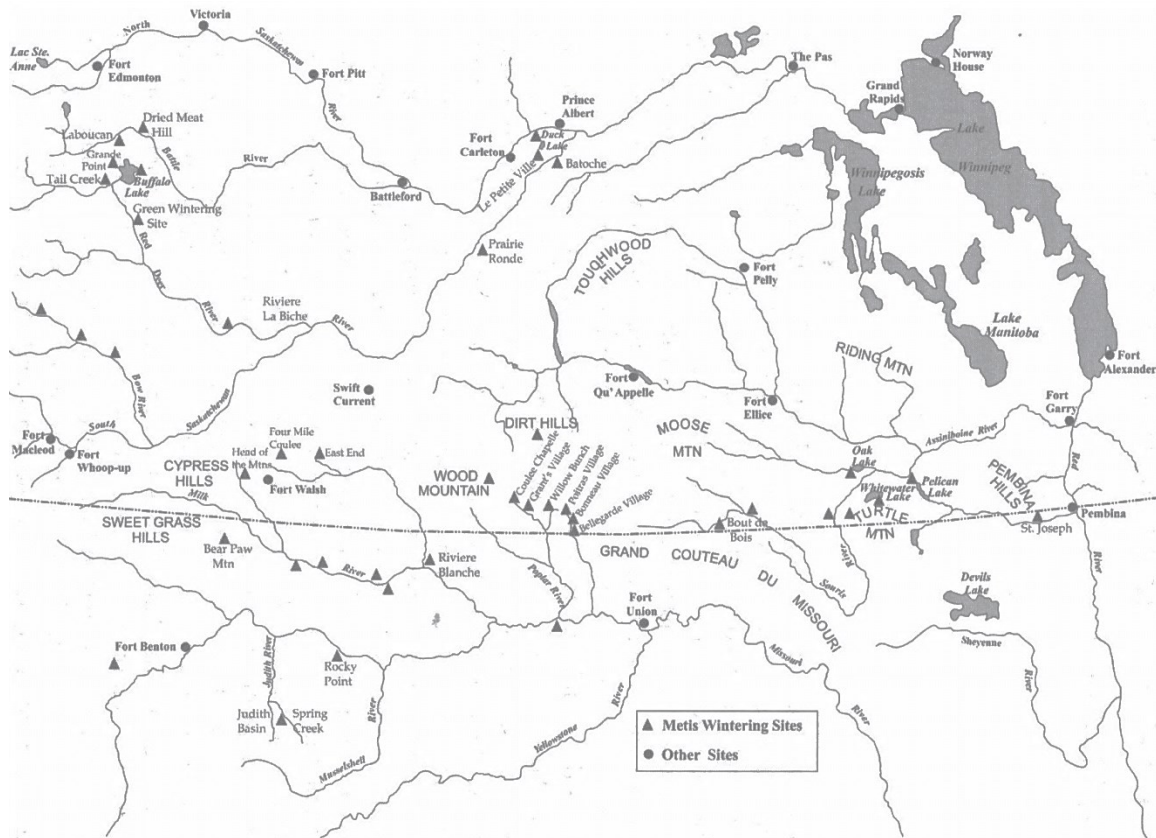 Victoria
North
Saskatchewan
River
Lac Ste.
Anne
Fort
Edmonton
Fort Pitt
The Pas
Norway
House
Grand
Rapids
Lake
Winnipeg
Dried Meat
Hill
Laboucan
Grande
Point
Tail Creek
Buffalo
Lake
Battle
River
Green Wintering
Site
Battleford
Prince
Albert
Fort
Carleton
Duck
Lake
Le Petite Ville
Batoche
Winnipegosis
Lake
Red
Deer
River
Prairie
Ronde
TOUQHWOOD
HILLS
Fort
Pelly
Riviere
La Biche
River
Lake
Manitoba
Bow River
RIDING MTN
Fort
Alexander
Swift
Current
Fort
Qu'Appelle
Fort
Ellice
Fort
Garry
Fort
Macleod
South
Saskatchewan
Fort
Whoop-up
Four Mile
Coulee
Head of
the Mtns
East End
CYPRESS
HILLS
Fort Walsh
DIRT HILLS
MOOSE
MTN
Assiniboine River
Red
WOOD
MOUNTAIN
Coulee Chapelle
Grant's Village
Willow Bunch
Peltras Village
Bonneau Village
Bellegarde Village
Oak
Lake
Whitewater
Lake
Pelican
Lake
PEMBINA
HILLS
Milk
SWEET GRASS
HILLS
Bear Paw
Mtn
River
Riviere
Blanche
Bout de
Bois
TURTLE
MTN
St. Joseph
Pembina
GRAND COUTEAU DU MISSOURI
River
Souris
Poplar River
Fort
Union
Devils
Lake
Sheyenne
River
River
Fort Benton
Judith River
Rocky
Point
Judith
Basin
Spring
Creek
River
Musselshell
Yellowstone
River
Missouri
River
Metis Wintering Sites
Other Sites